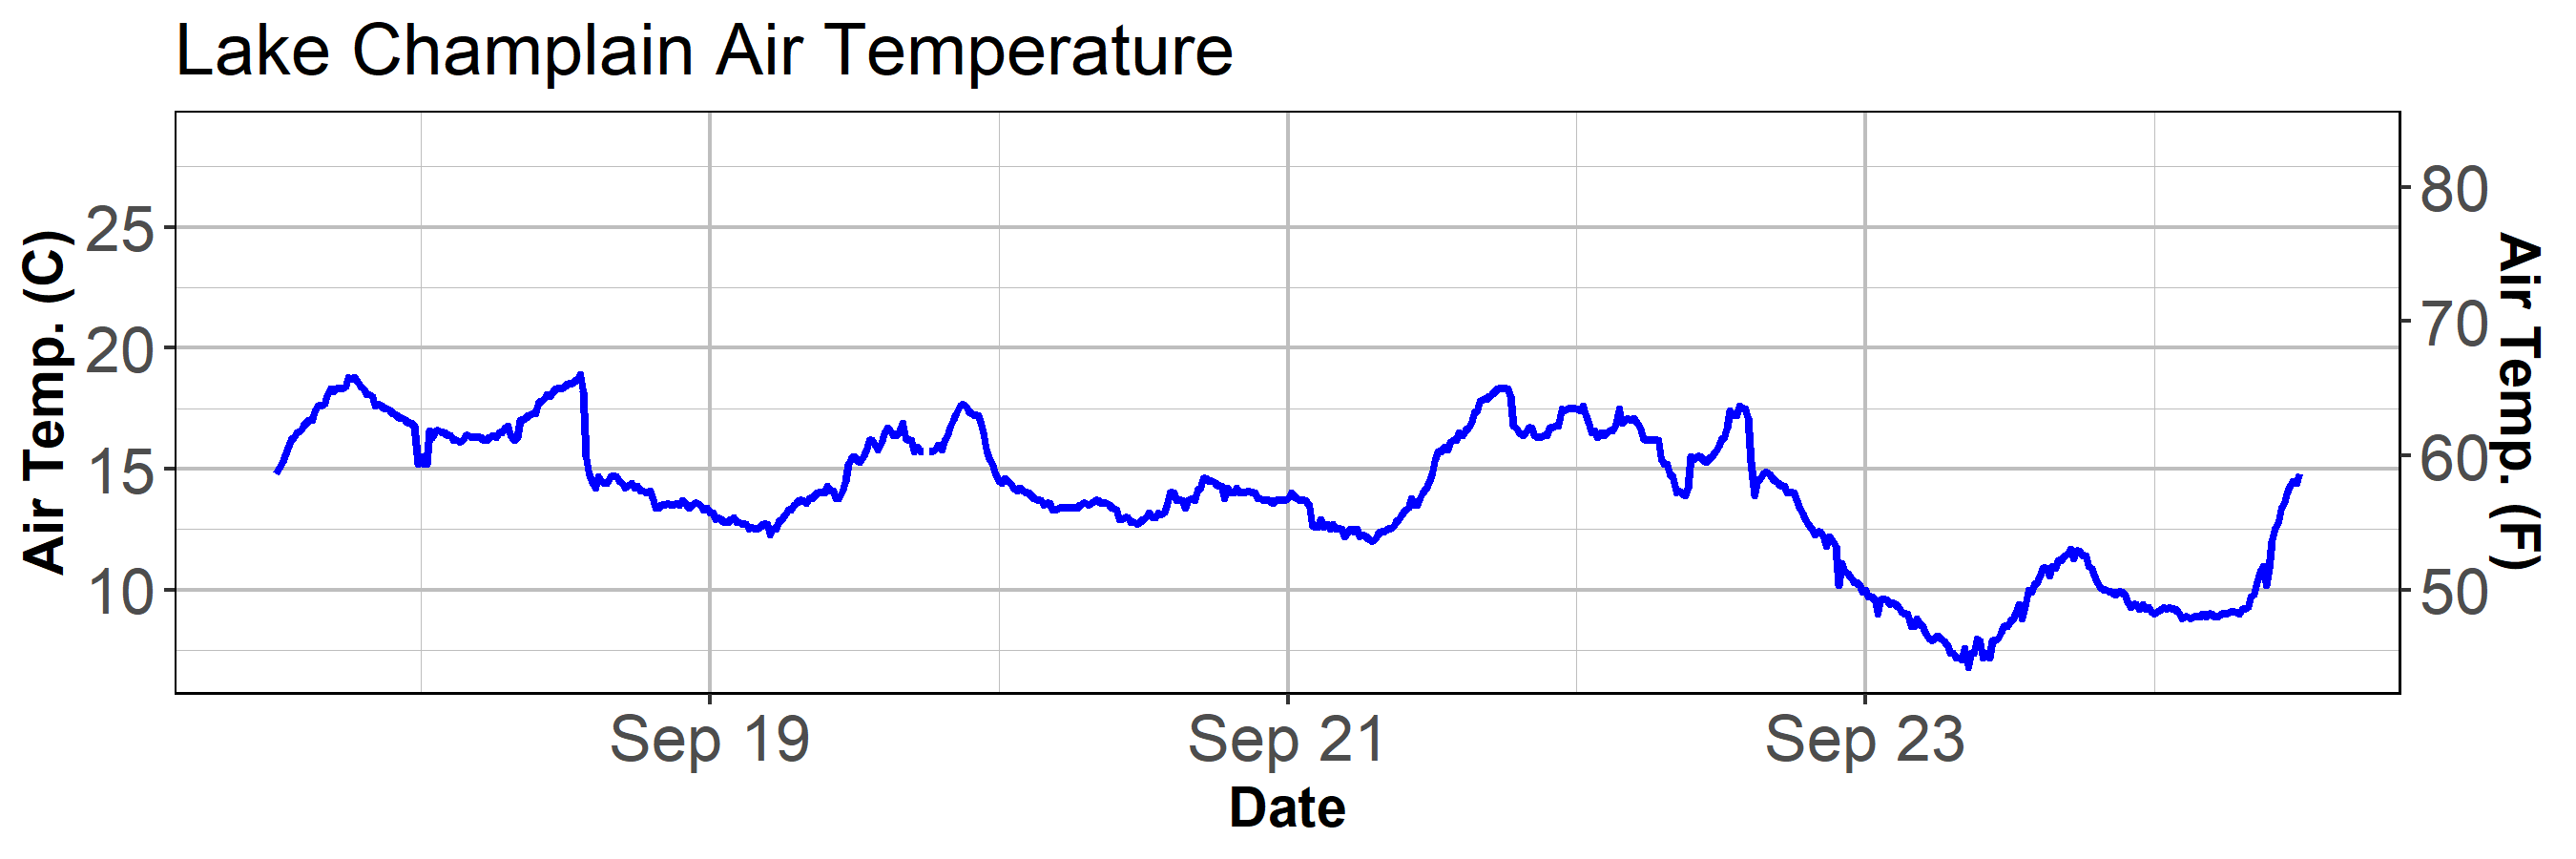 Lake Champlain Air Temperature
Air Temp. (C)
25
20
15
10
80
70
60
50
Air Temp. (F)
Sep 19
Sep 21
Sep 23
Date